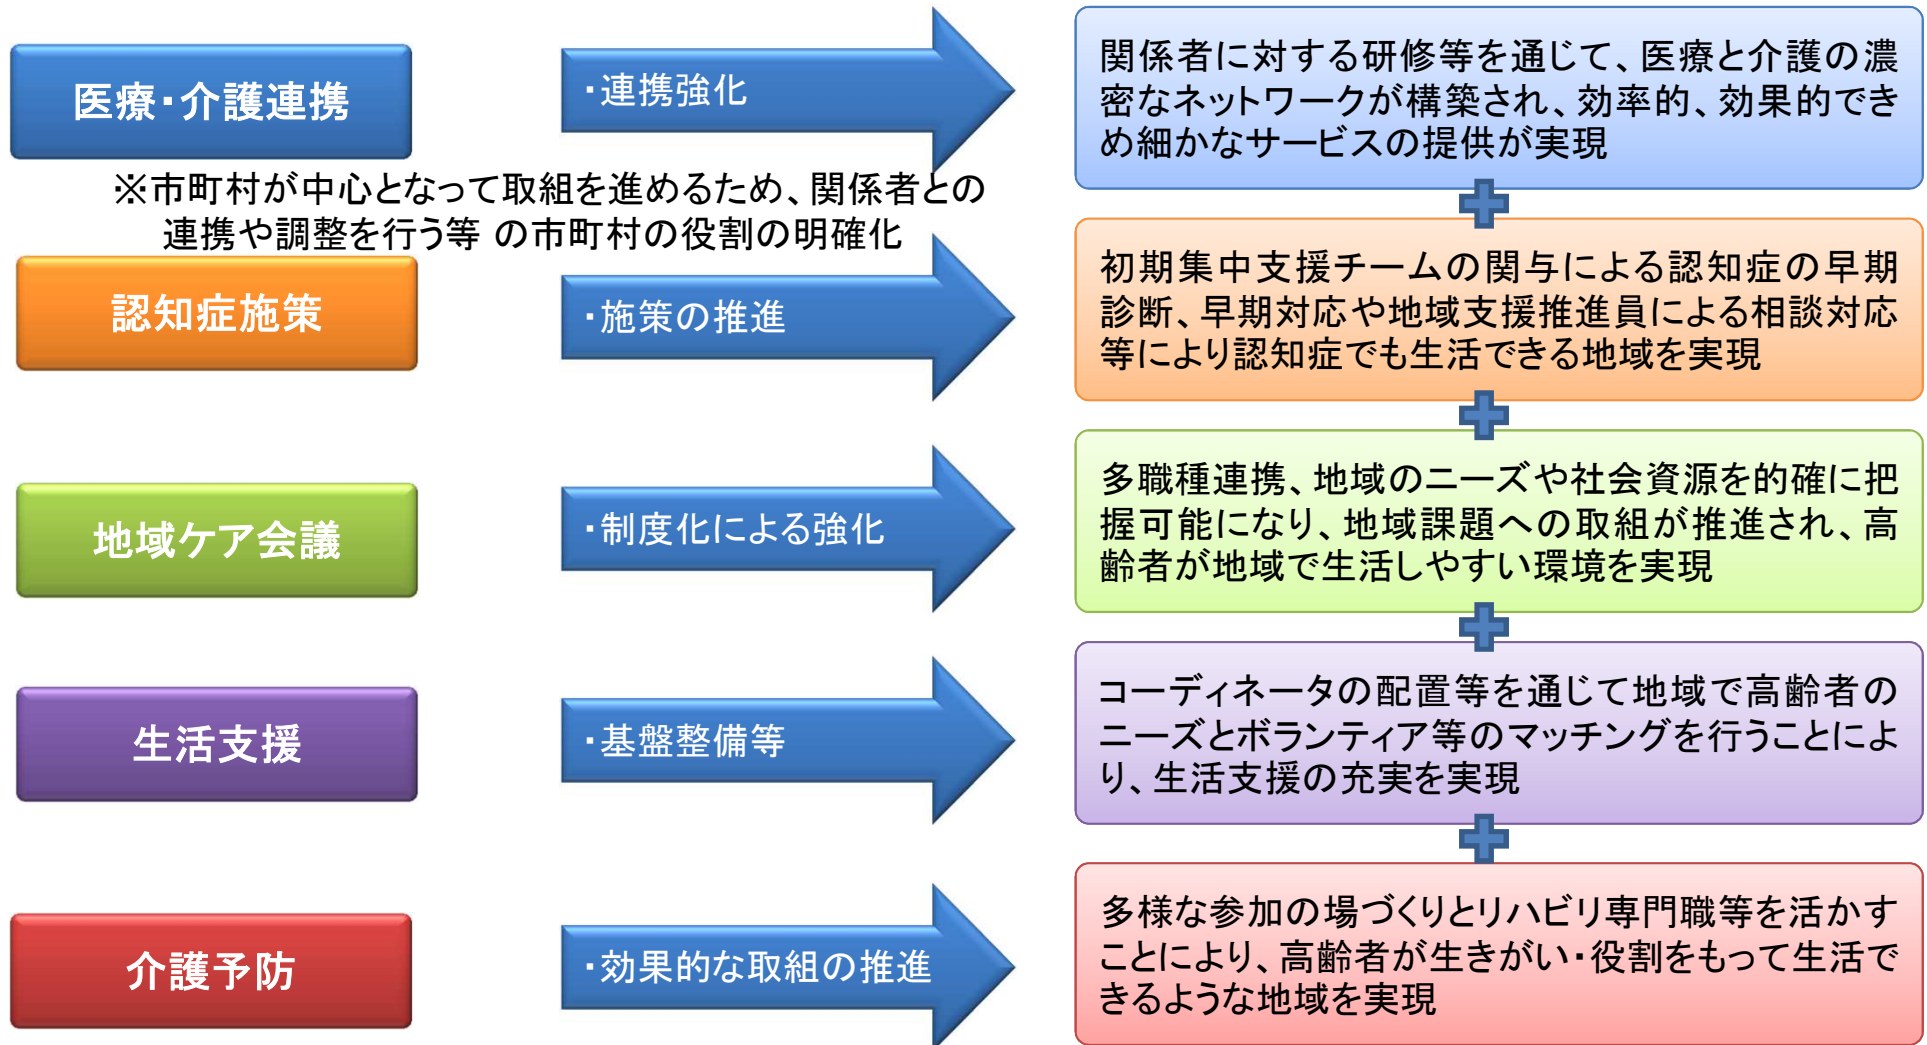 医療・介護連携
・連携強化
関係者に対する研修等を通じて、医療と介護の濃
密なネットワークが構築され、効率的、効果的でき
め細かなサービスの提供が実現
※市町村が中心となって取組を進めるため、関係者との
連携や調整を行う等 の市町村の役割の明確化
認知症施策
・施策の推進
初期集中支援チームの関与による認知症の早期
診断、早期対応や地域支援推進員による相談対応
等により認知症でも生活できる地域を実現
地域ケア会議
・制度化による強化
多職種連携、地域のニーズや社会資源を的確に把
握可能になり、地域課題への取組が推進され、高
齢者が地域で生活しやすい環境を実現
生活支援
・基盤整備等
コーディネータの配置等を通じて地域で高齢者の
ニーズとボランティア等のマッチングを行うことによ
り、生活支援の充実を実現
介護予防
・効果的な取組の推進
多様な参加の場づくりとリハビリ専門職等を活かす
ことにより、高齢者が生きがい・役割をもって生活で
きるような地域を実現